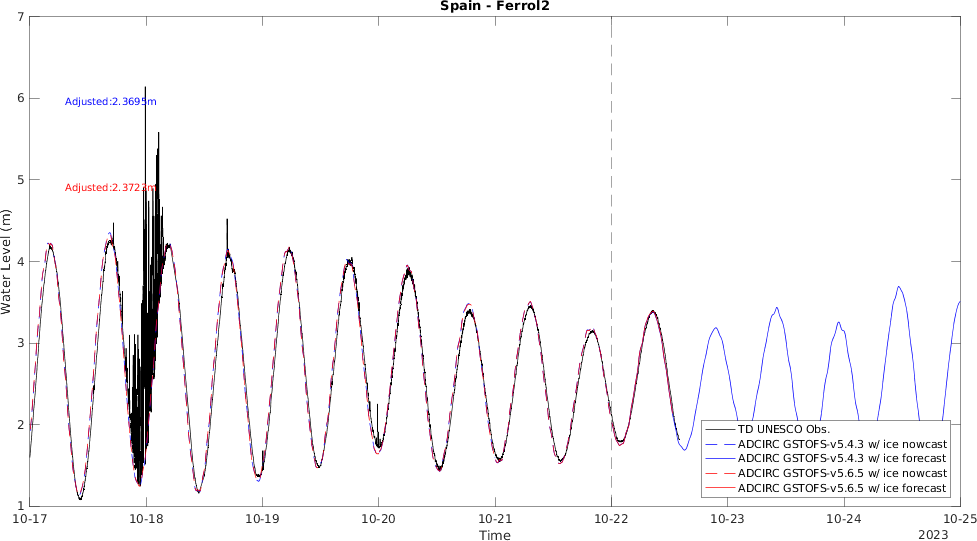 Spain - Ferrol2
7
6
5
4
3
2
1
Water Level (m)
Adjusted:2.3695m
Adjusted:2.3723m
TD UNESCO Obs.
ADCIRC GSTOFS-v5.4.3 w/ ice nowcast
ADCIRC GSTOFS-v5.4.3 w/ ice forecast
ADCIRC GSTOFS-v5.6.5 w/ ice nowcast
ADCIRC GSTOFS-v5.6.5 w/ ice forecast
10-17 10-18 10-19 10-20 10-21 10-22 10-23 10-24 10-25
Time
2023